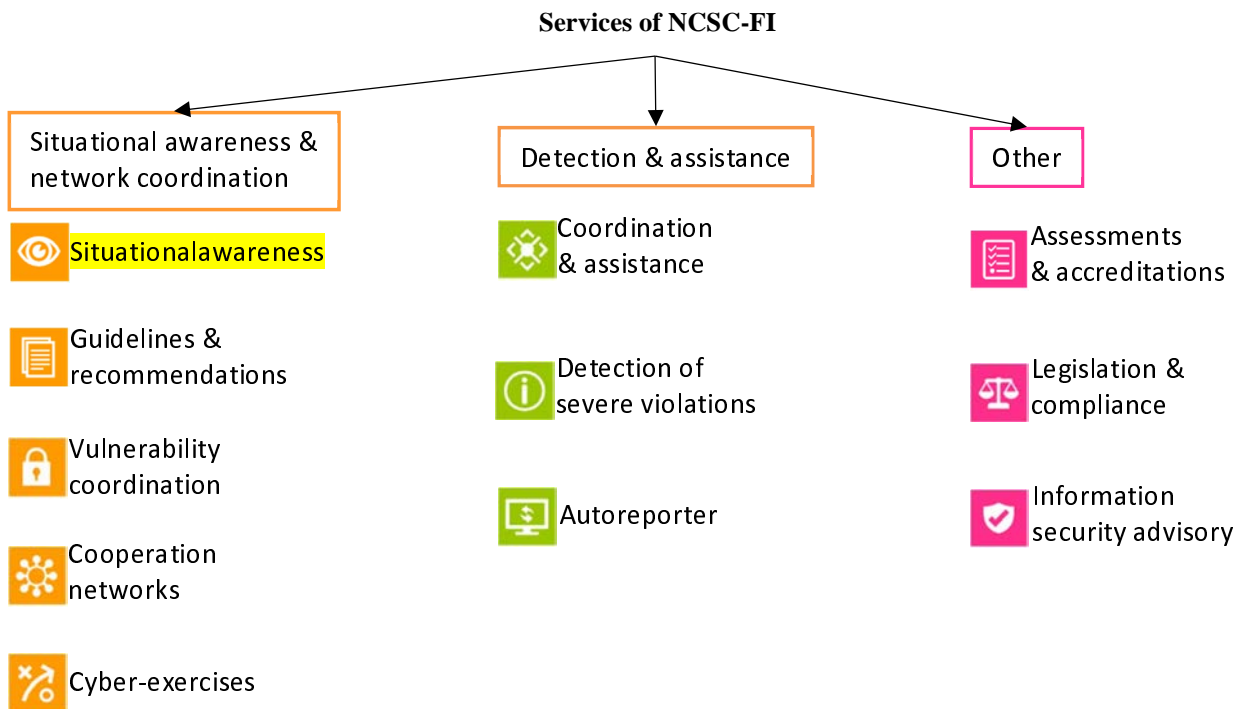 Services of NCSC-FI
Situational awareness &
network coordination
Situationalawareness
Guidelines &
recommendations
Vulnerability
coordination
Cooperation
networks
Cyber-exercises
Detection & assistance
Coordination
& assistance
Detection of
severe violations
Autoreporter
Other
Assessments
& accreditations
Legislation &
compliance
Information
security advisory